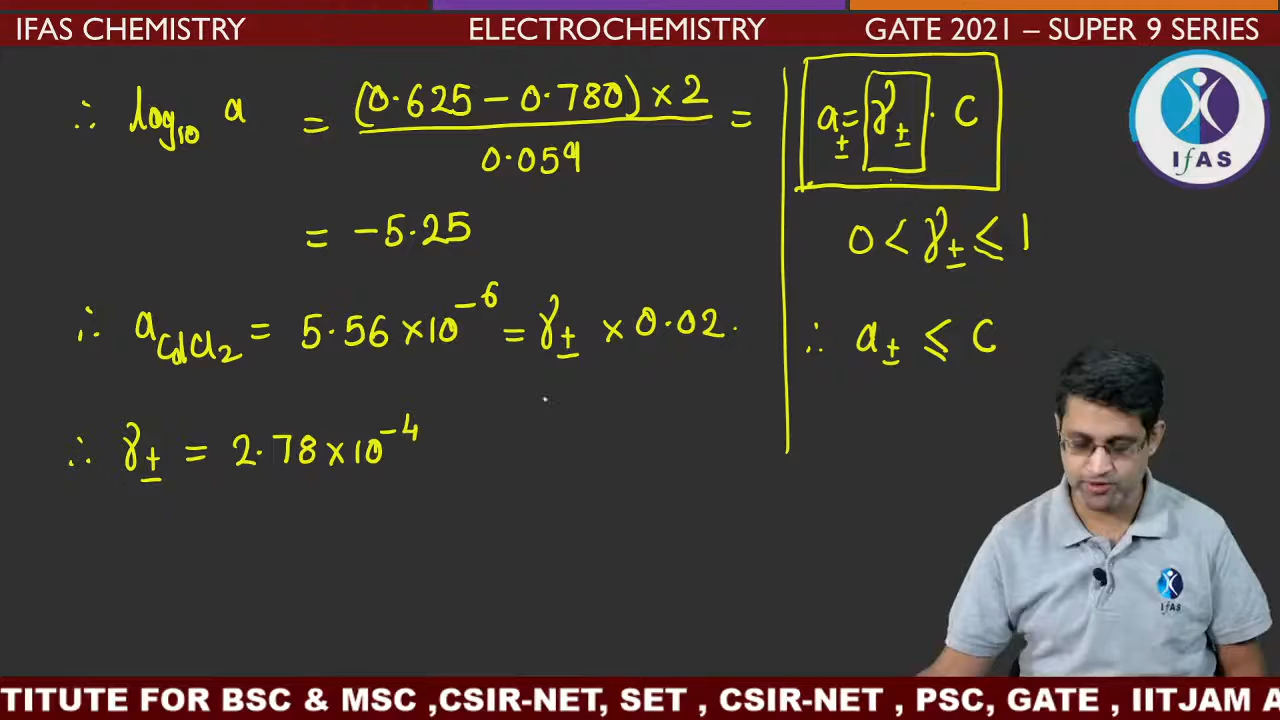 IFAS CHEMISTRY ELECTROCHEMISTRY GATE 2021 – SUPER 9 SERIES
∴ log₁₀ a = (0.625 – 0.780) × 2 / 0.059 =
= –5.25
∴ a_CdCl₂ = 5.56 × 10⁻⁶ = γ± × 0.02.
∴ γ± = 2.78 × 10⁻⁴
a± = γ± · C
0 < γ± ≤ 1
∴ a± ≤ C
IfAS
IfAS
TITUTE FOR BSC & MSC ,CSIR-NET, SET , CSIR-NET , PSC, GATE , IITJAM A